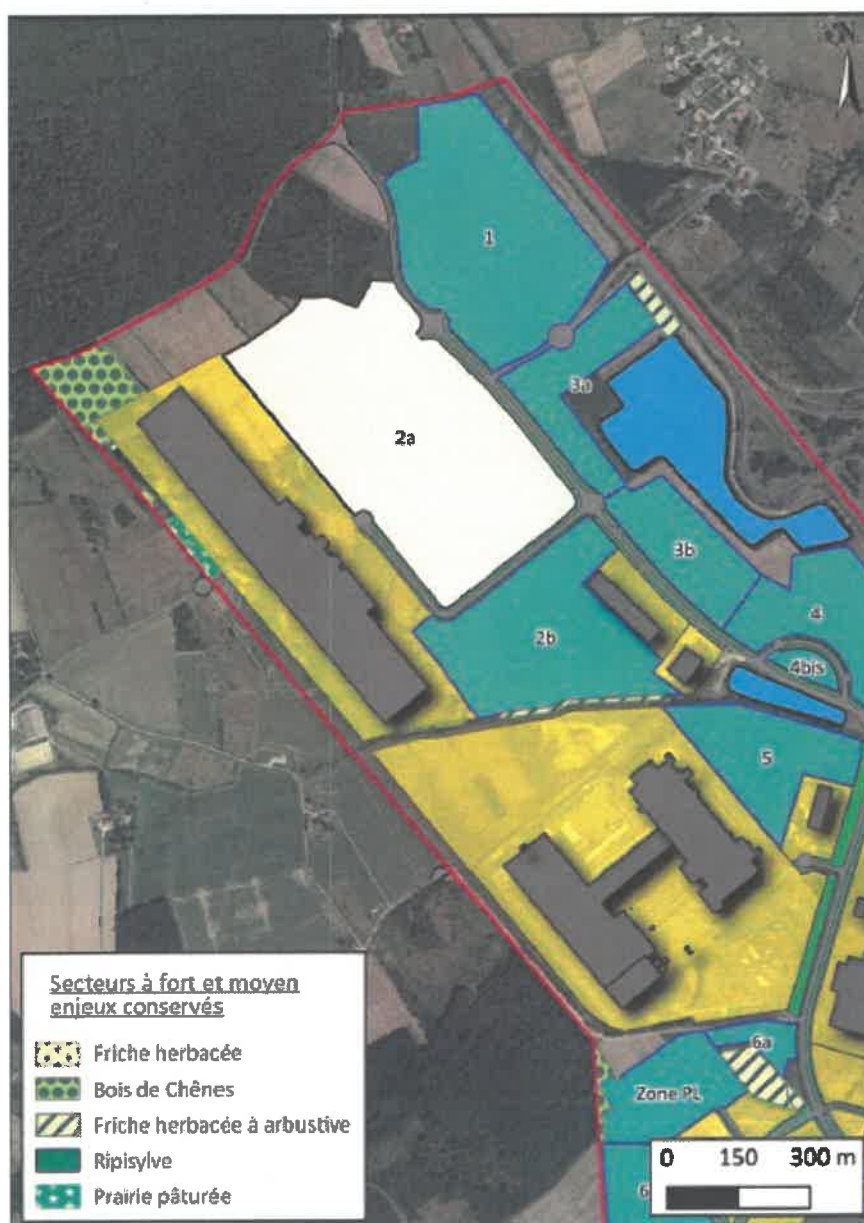 N
1
3a
2a
3b
2b
4
4bis
5
6a
Zone PL
6
Secteurs à fort et moyen
enjeux conservés
Friche herbacée
Bois de Chênes
Friche herbacée à arbustive
Ripisylve
Prairie pâturée
0 150 300 m